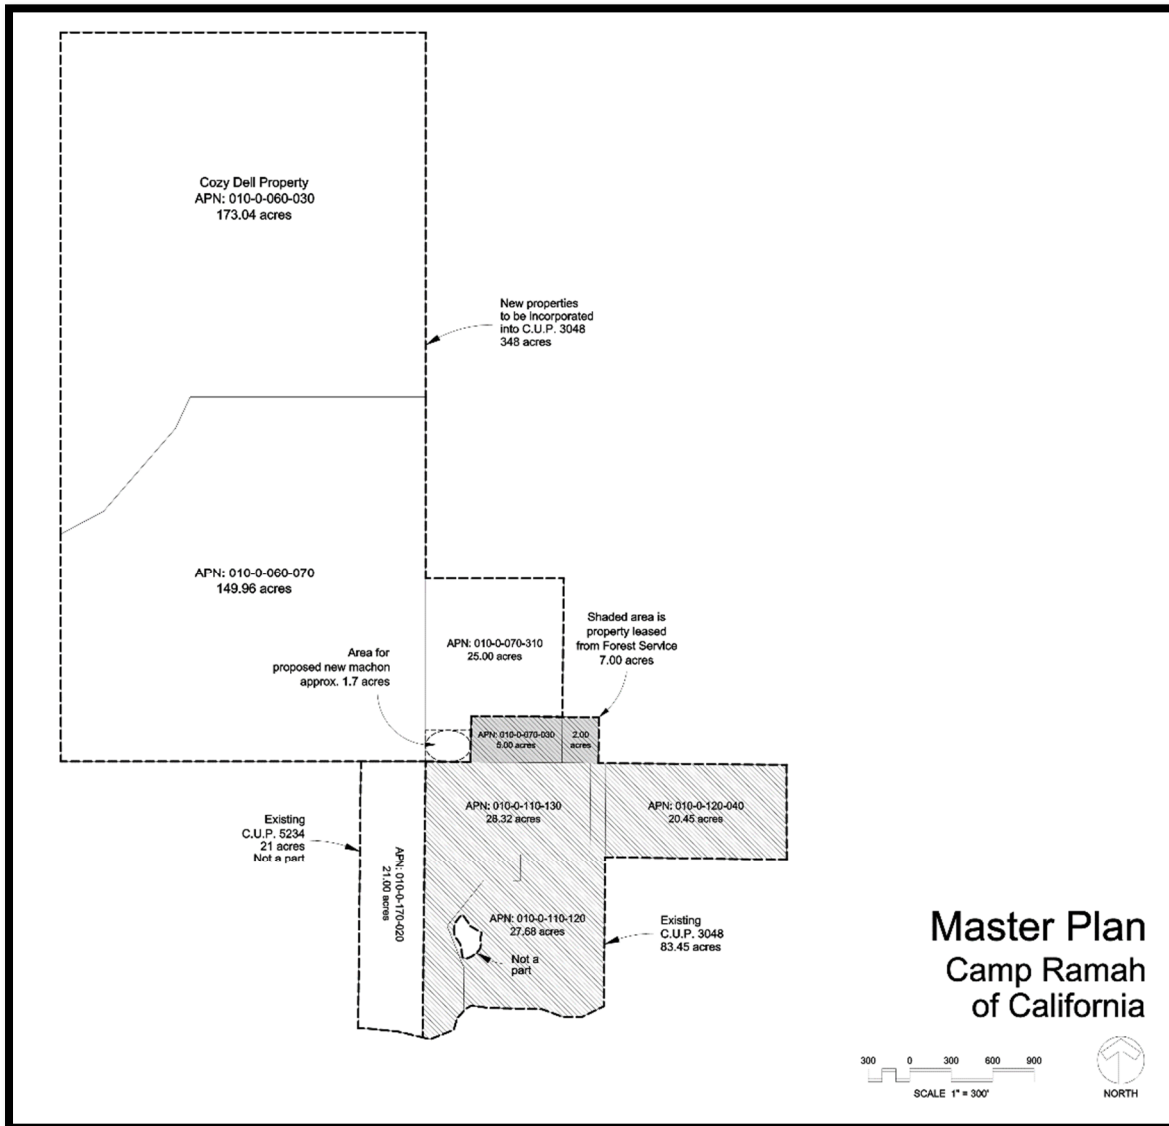 Cozy Dell Property
APN: 010-0-060-030
173.04 acres
New properties
to be Incorporated
into C.U.P. 3048
348 acres
APN: 010-0-060-070
149.96 acres
APN: 010-0-070-310
25.00 acres
Shaded area is
property leased
from Forest Service
7.00 acres
Area for
proposed new machon
approx. 1.7 acres
APN: 010-0-070-030
5.00 acres
2.00
acres
APN: 010-0-110-130
28.32 acres
APN: 010-0-120-040
20.45 acres
Existing
C.U.P. 5234
21 acres
Not a part
APN: 010-0-170-020
21.00 acres
APN: 010-0-110-120
27.68 acres
Not a
part
Existing
C.U.P. 3048
83.45 acres
Master Plan
Camp Ramah
of California
300 0 300 600 900
SCALE 1" = 300'
NORTH